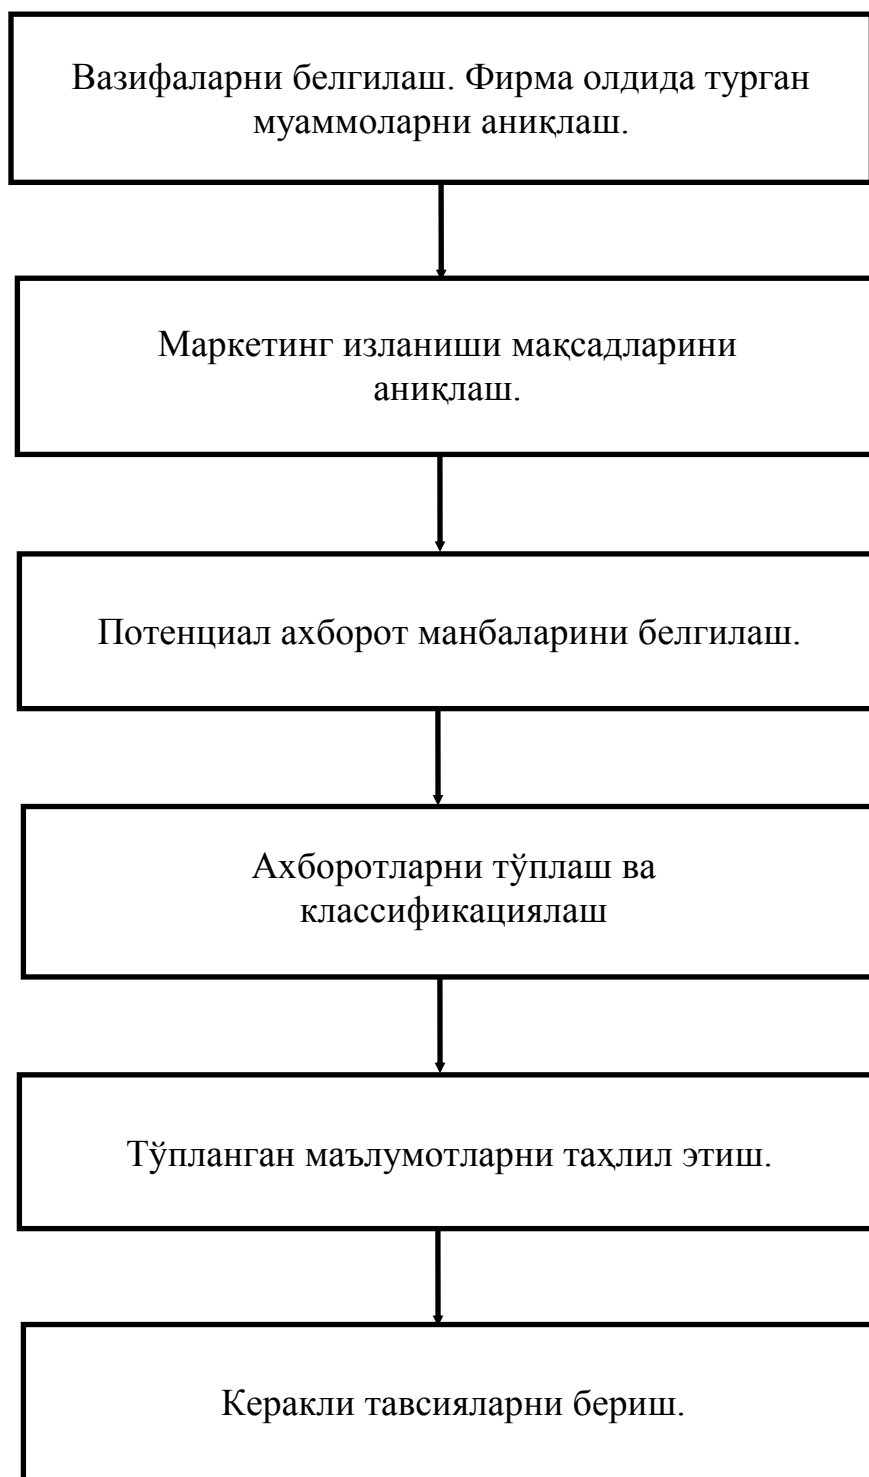 Вазифаларни белгилаш. Фирма олдида турган
муаммоларни аниқлаш.
Маркетинг изланиши мақсадларини
аниқлаш.
Потенциал ахборот манбаларини белгилаш.
Ахборотларни тўплаш ва
классификациялаш
Тўпланган маълумотларни таҳлил этиш.
Керакли тавсияларни бериш.